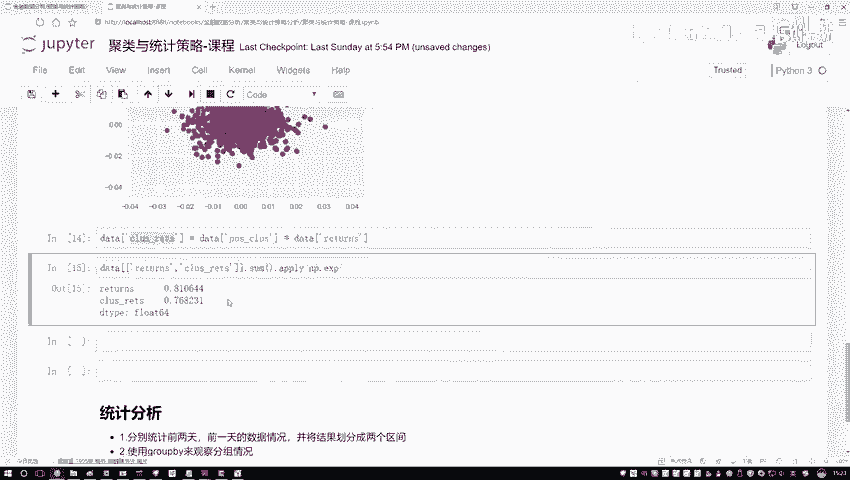 jupyter 聚类与统计策略-课程 Last Checkpoint: Last Sunday at 5:54 PM (unsaved changes)
Logout
File Edit View Insert Cell Kernel Widgets Help
Trusted
Python 3
Code
0.00
-0.02
-0.04
-0.04 -0.03 -0.02 -0.01 0.00 0.01 0.02 0.03 0.04
In [14]: data['clus_rets'] = data['pos_clus'] * data['returns']
In [15]: data[['returns','clus_rets']].sum().apply(np.exp)
Out[15]: returns 0.810644
clus_rets 0.768231
dtype: float64
In [ ]:
In [ ]:
统计分析
1.分别统计前两天，前一天的数据情况，并将结果划分成两个区间
2.使用groupby来观察分组情况